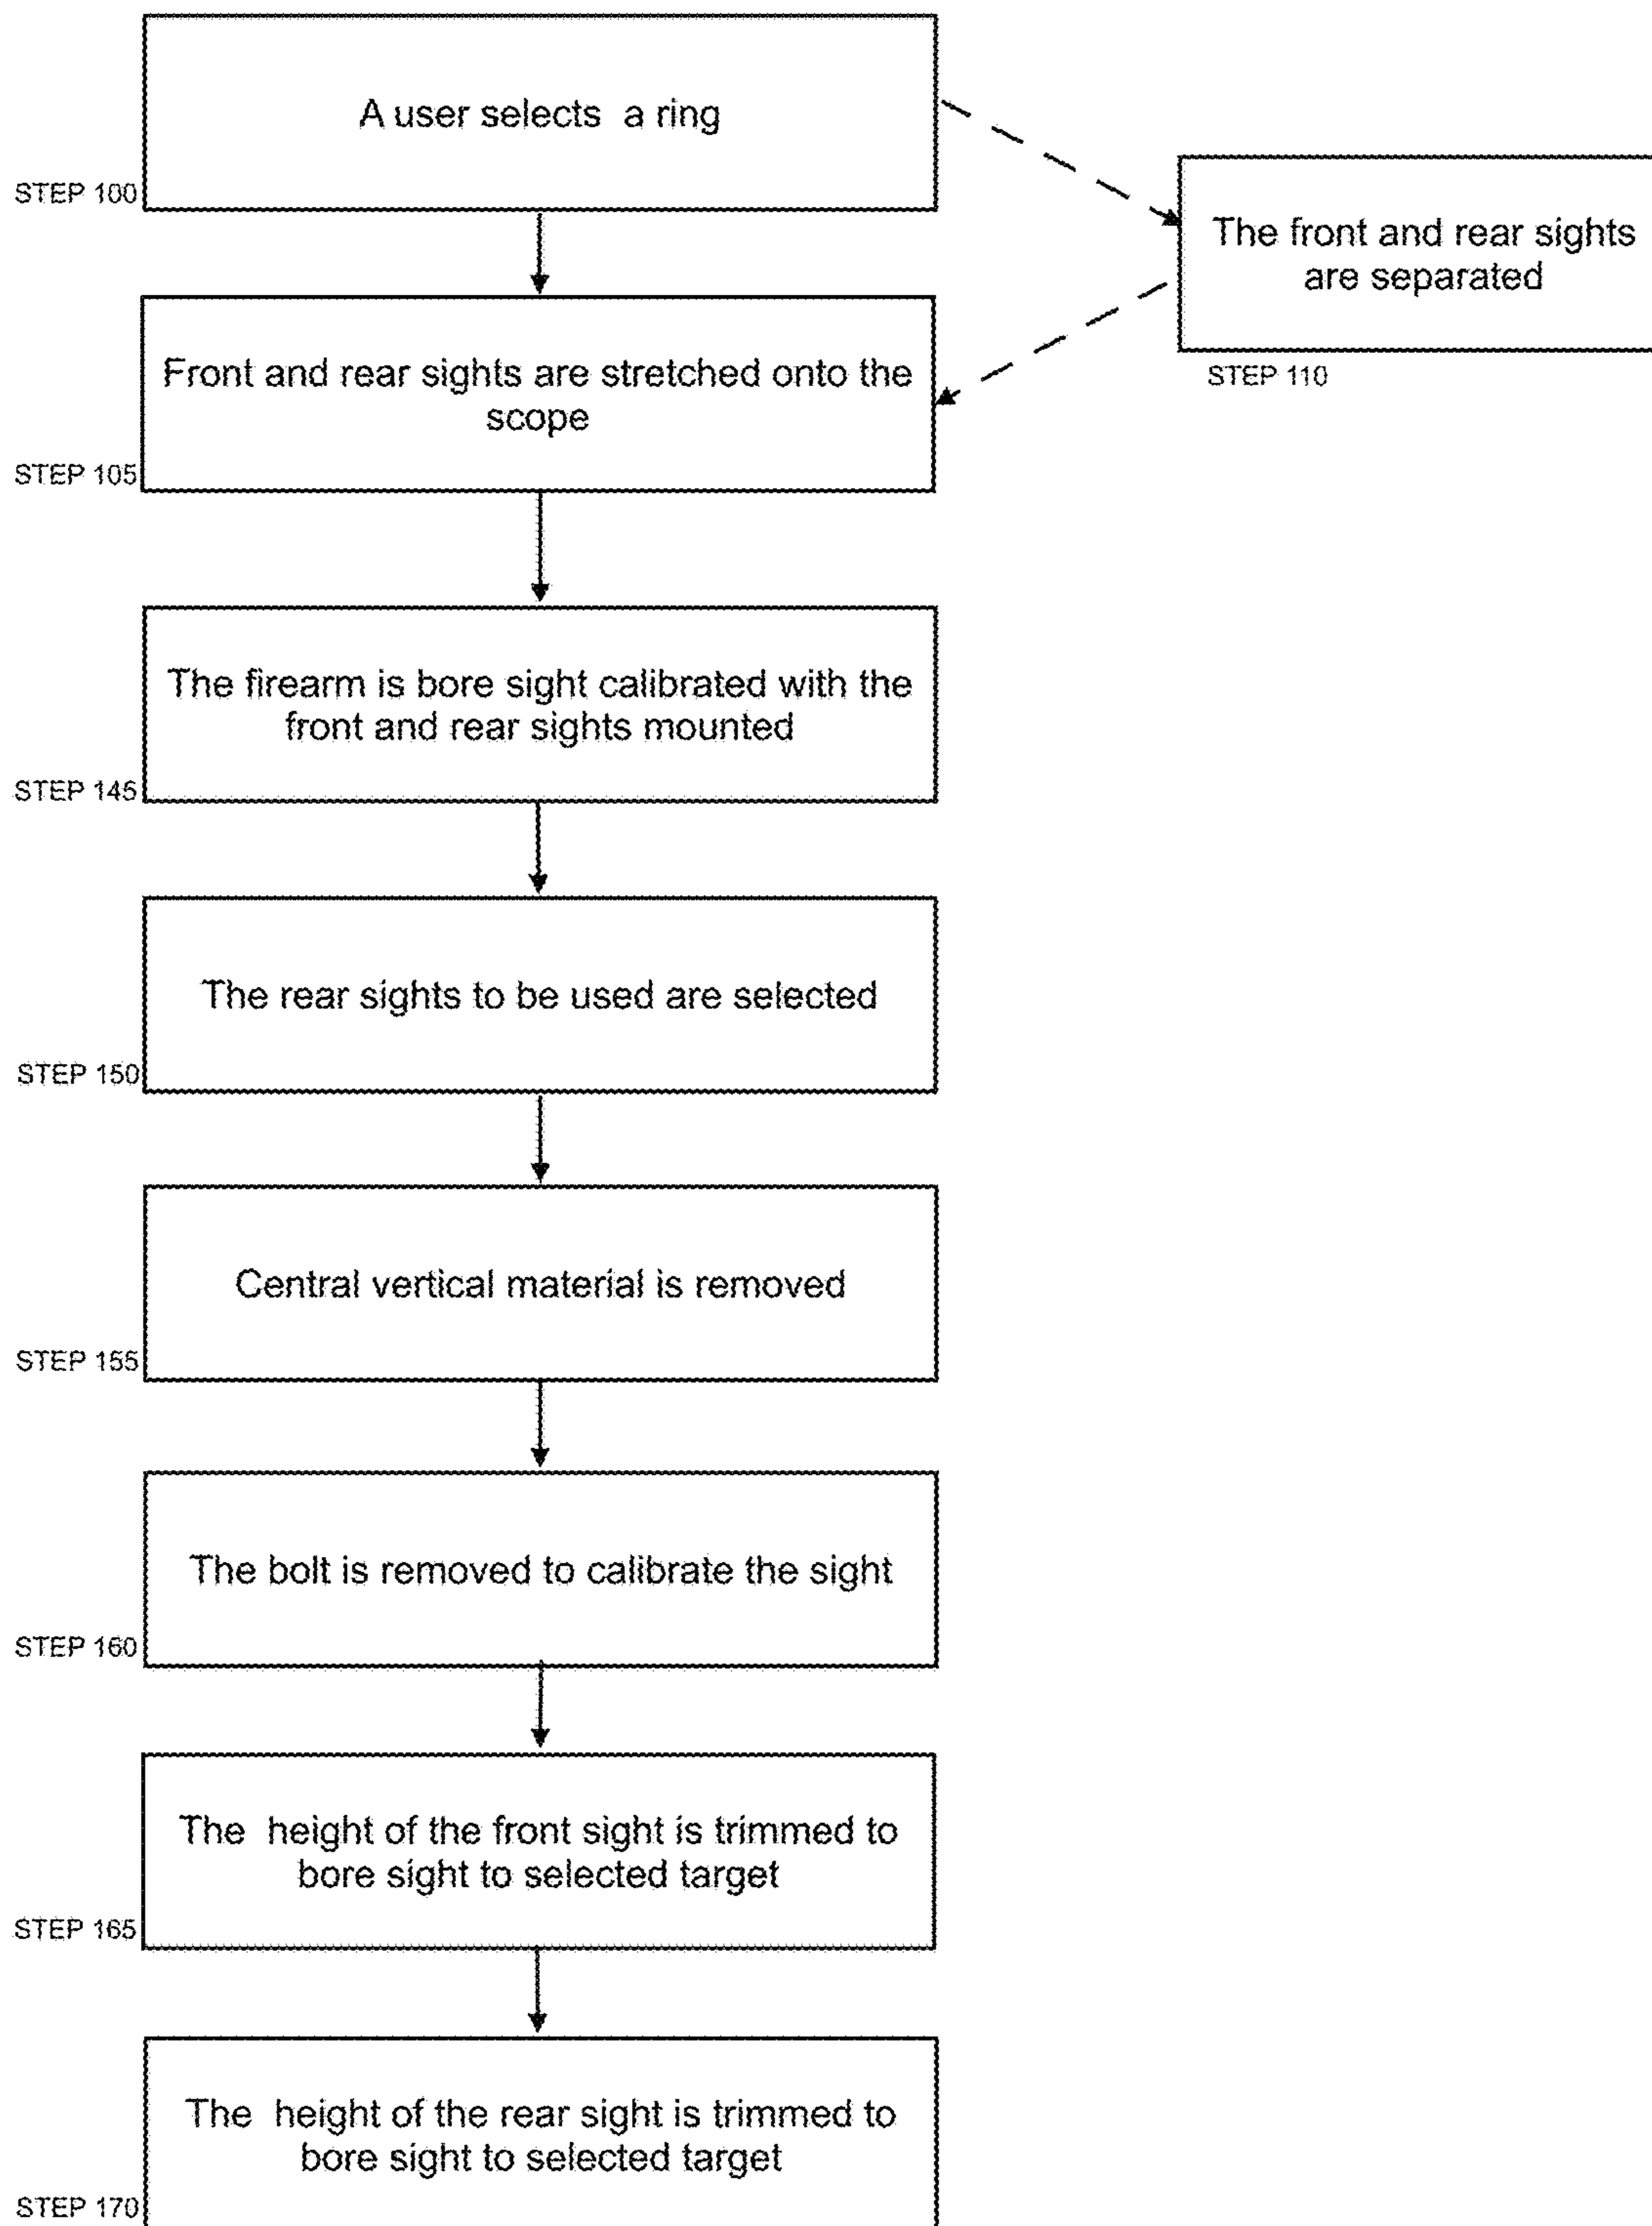 A user selects a ring
STEP 100
The front and rear sights
are separated
STEP 110
Front and rear sights are stretched onto the
scope
STEP 105
The firearm is bore sight calibrated with the
front and rear sights mounted
STEP 145
The rear sights to be used are selected
STEP 150
Central vertical material is removed
STEP 155
The bolt is removed to calibrate the sight
STEP 160
The height of the front sight is trimmed to
bore sight to selected target
STEP 165
The height of the rear sight is trimmed to
bore sight to selected target
STEP 170